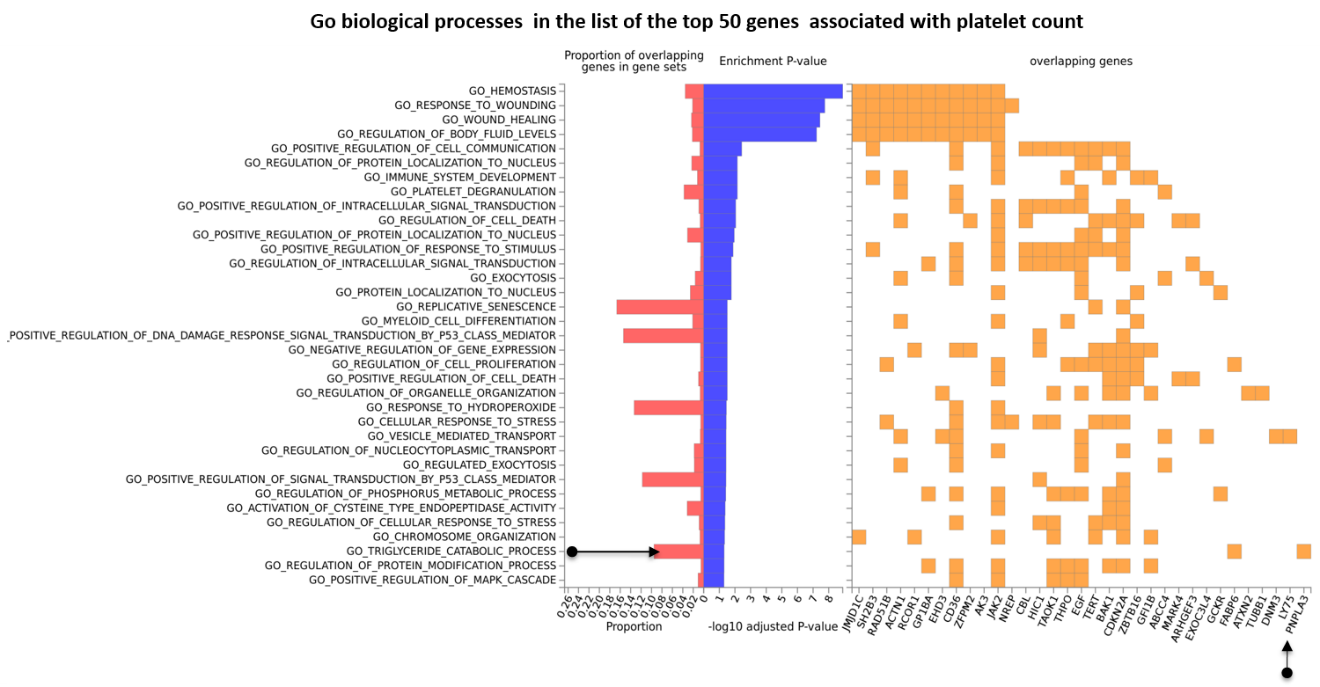 Go biological processes in the list of the top 50 genes associated with platelet count
Proportion of overlapping
genes in gene sets
Enrichment P-value
overlapping genes
GO_HEMOSTASIS
GO_RESPONSE_TO_WOUNDING
GO_WOUND_HEALING
GO_REGULATION_OF_BODY_FLUID_LEVELS
GO_POSITIVE_REGULATION_OF_CELL_COMMUNICATION
GO_REGULATION_OF_PROTEIN_LOCALIZATION_TO_NUCLEUS
GO_IMMUNE_SYSTEM_DEVELOPMENT
GO_PLATELET_DEGRANULATION
GO_POSITIVE_REGULATION_OF_INTRACELLULAR_SIGNAL_TRANSDUCTION
GO_REGULATION_OF_CELL_DEATH
GO_POSITIVE_REGULATION_OF_PROTEIN_LOCALIZATION_TO_NUCLEUS
GO_POSITIVE_REGULATION_OF_RESPONSE_TO_STIMULUS
GO_REGULATION_OF_INTRACELLULAR_SIGNAL_TRANSDUCTION
GO_EXOCYTOSIS
GO_PROTEIN_LOCALIZATION_TO_NUCLEUS
GO_REPLICATIVE_SENESCENCE
GO_MYELOID_CELL_DIFFERENTIATION
_POSITIVE_REGULATION_OF_DNA_DAMAGE_RESPONSE_SIGNAL_TRANSDUCTION_BY_P53_CLASS_MEDIATOR
GO_NEGATIVE_REGULATION_OF_GENE_EXPRESSION
GO_REGULATION_OF_CELL_PROLIFERATION
GO_POSITIVE_REGULATION_OF_CELL_DEATH
GO_REGULATION_OF_ORGANELLE_ORGANIZATION
GO_RESPONSE_TO_HYDROPEROXIDE
GO_CELLULAR_RESPONSE_TO_STRESS
GO_VESICLE_MEDIATED_TRANSPORT
GO_REGULATION_OF_NUCLEOCYTOPLASMIC_TRANSPORT
GO_REGULATED_EXOCYTOSIS
GO_POSITIVE_REGULATION_OF_SIGNAL_TRANSDUCTION_BY_P53_CLASS_MEDIATOR
GO_REGULATION_OF_PHOSPHORUS_METABOLIC_PROCESS
GO_ACTIVATION_OF_CYSTEINE_TYPE_ENDOPEPTIDASE_ACTIVITY
GO_REGULATION_OF_CELLULAR_RESPONSE_TO_STRESS
GO_CHROMOSOME_ORGANIZATION
GO_TRIGLYCERIDE_CATABOLIC_PROCESS
GO_REGULATION_OF_PROTEIN_MODIFICATION_PROCESS
GO_POSITIVE_REGULATION_OF_MAPK_CASCADE
0.26
0.24
0.22
0.20
0.18
0.16
0.14
0.12
0.10
0.08
0.06
0.04
0.02
0
1
2
3
4
5
6
7
8
Proportion
-log10 adjusted P-value
JMJD1C
SH2B3
RAD51B
ACTN1
RCOR1
GP1BA
EHD3
CD36
ZFPM2
AK3
JAK2
NREP
CBL
HIC1
TAOK1
THPO
EGF
TERT
BAK1
CDKN2A
ZBTB16
GFI1B
ABCC4
MARK4
ARHGEF3
EXOC3L4
GCKR
FABP6
ATXN2
TUBB1
DNM3
LY75
PNPLA3